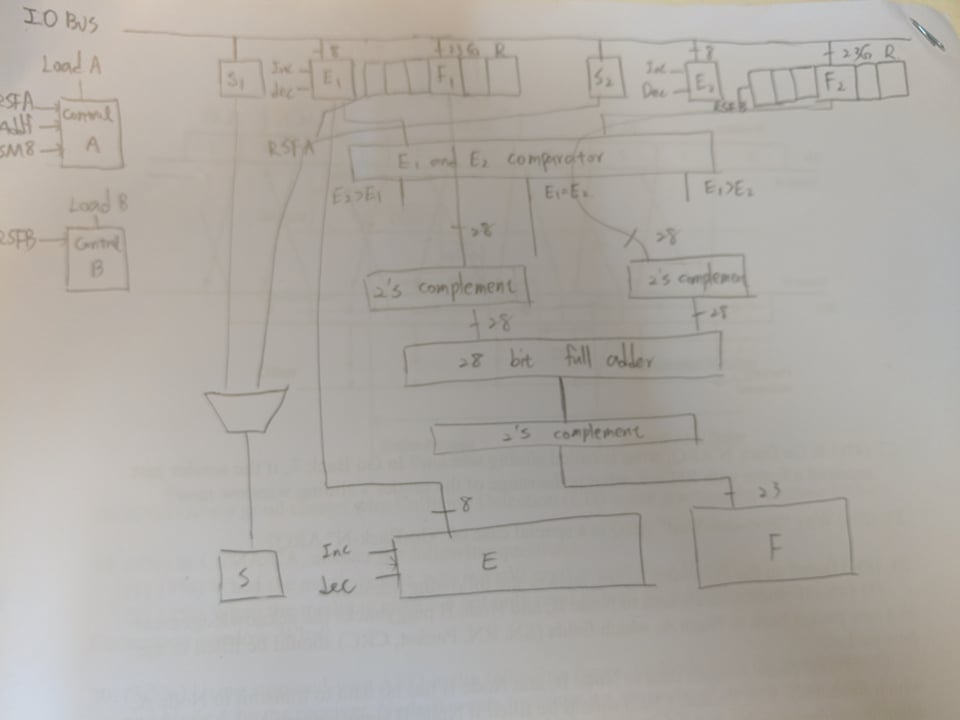 IO BUS
Load A
RSFA
Addf
SM8
Control
A
Load B
RSFB
Control
B
S1
Inc
dec
8
E1
23
G
R
F1
S2
Inc
Dec
8
E2
23
G
R
F2
RSFB
RSFA
E1 and E2 comparator
E2>E1
E1=E2
E1>E2
28
28
2's complement
2's complement
28
28
28 bit full adder
2's complement
8
23
S
Inc
dec
E
F